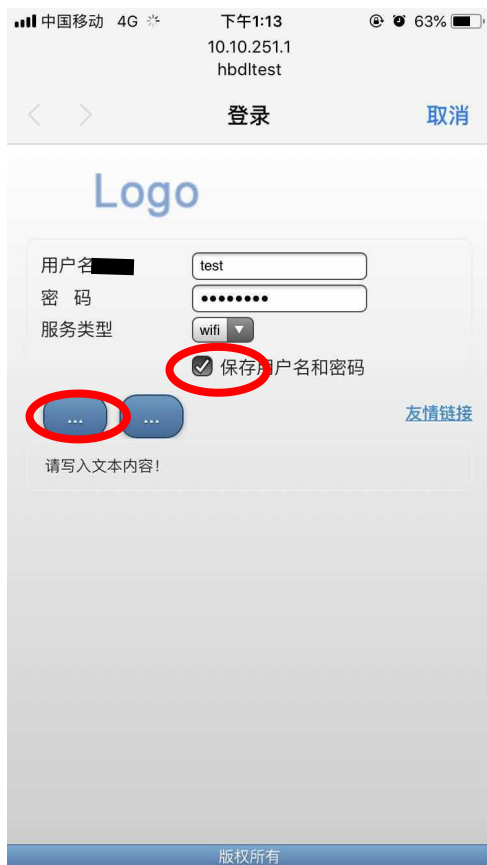 中国移动 4G 下午1:13 63%
10.10.251.1
hbdltest
登录 取消
Logo
用户名 test
密 码 ••••••••
服务类型 wifi
保存用户名和密码
... ... 友情链接
请写入文本内容!
版权所有